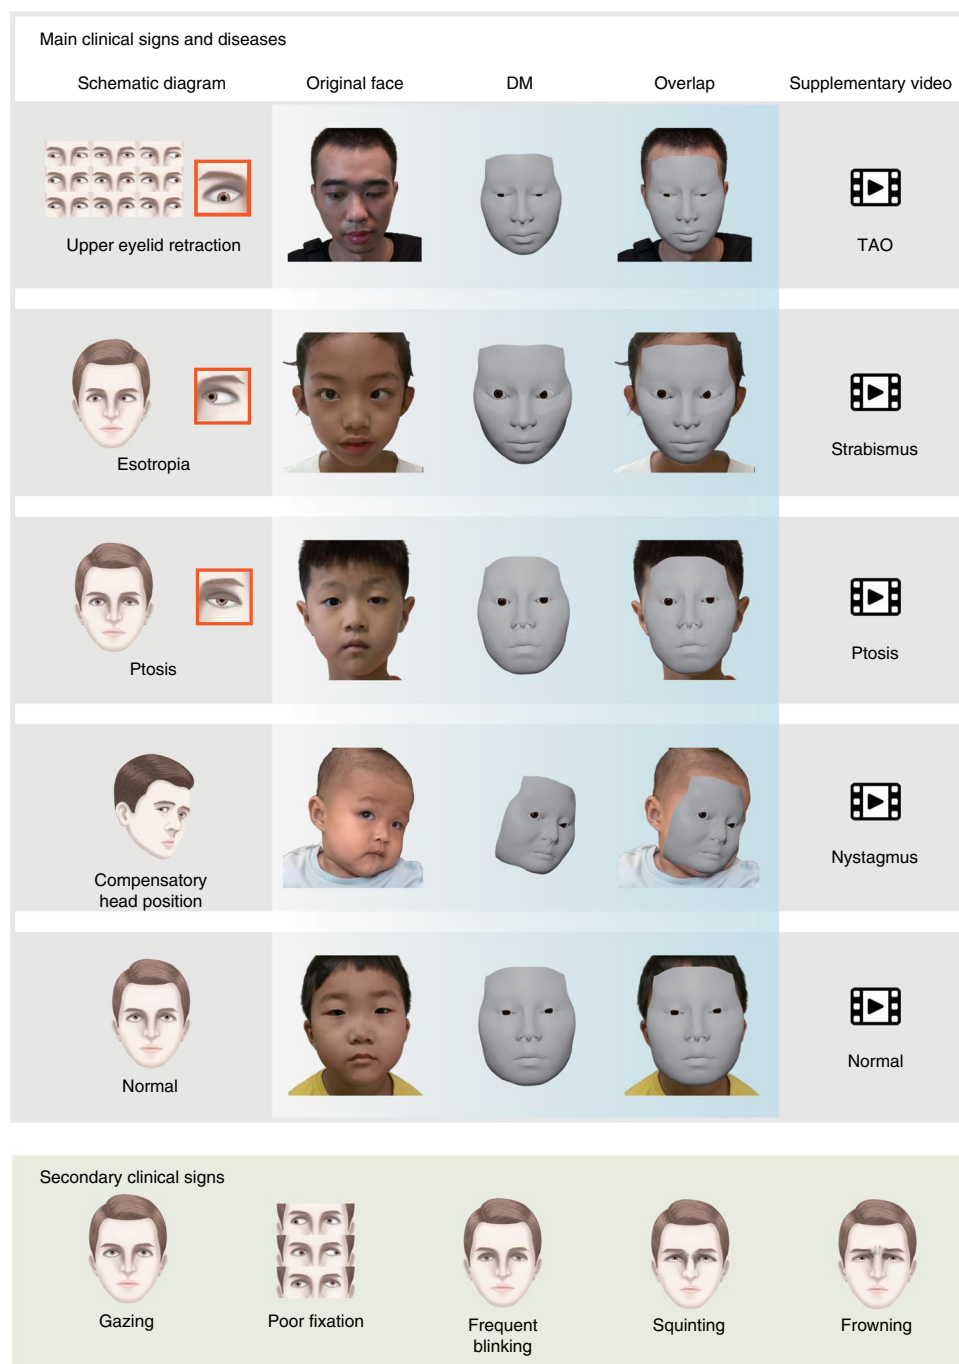 Main clinical signs and diseases
Schematic diagram
Original face
DM
Overlap
Supplementary video
Upper eyelid retraction
TAO
Esotropia
Strabismus
Ptosis
Ptosis
Compensatory
head position
Nystagmus
Normal
Normal
Secondary clinical signs
Gazing
Poor fixation
Frequent
blinking
Squinting
Frowning